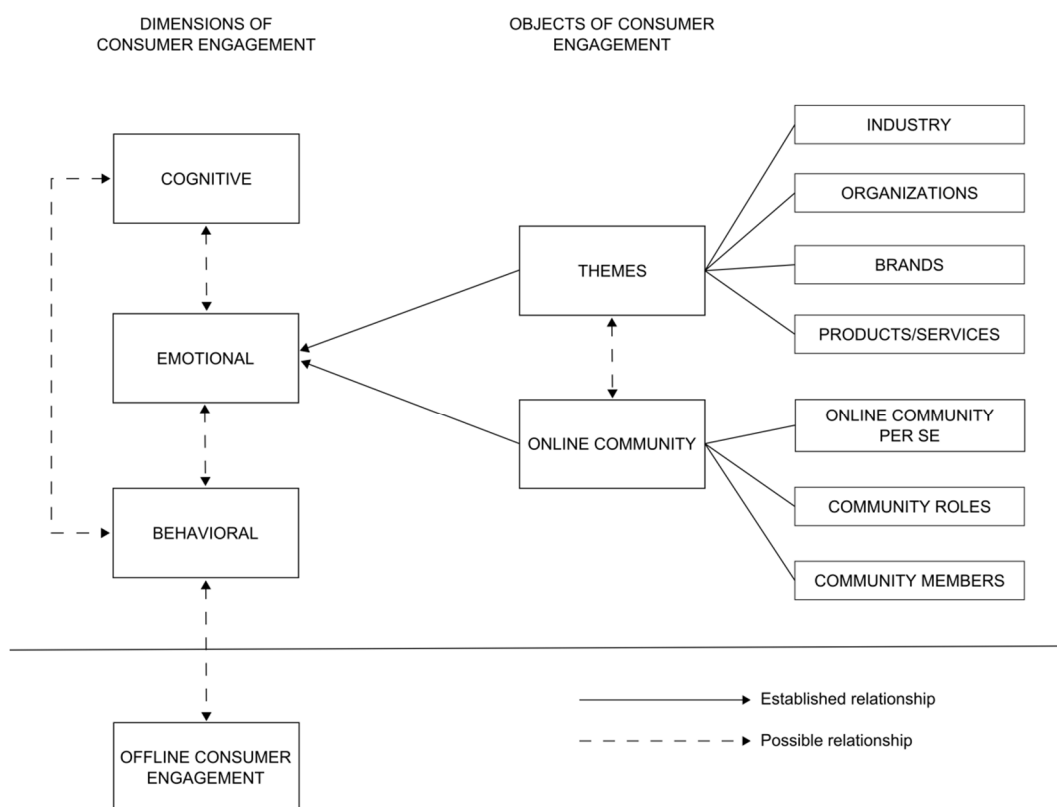 DIMENSIONS OF
CONSUMER ENGAGEMENT
OBJECTS OF CONSUMER
ENGAGEMENT
COGNITIVE
EMOTIONAL
BEHAVIORAL
OFFLINE CONSUMER
ENGAGEMENT
THEMES
ONLINE COMMUNITY
INDUSTRY
ORGANIZATIONS
BRANDS
PRODUCTS/SERVICES
ONLINE COMMUNITY
PER SE
COMMUNITY ROLES
COMMUNITY MEMBERS
Established relationship
Possible relationship